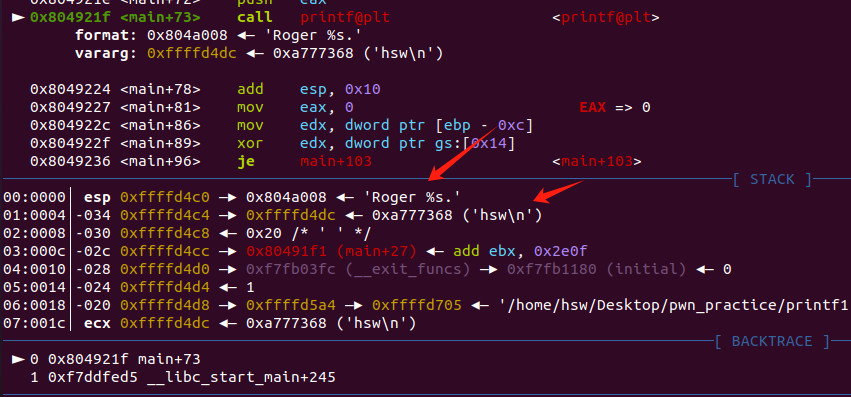 ► 0x804921f <main+73>    call   printf@plt                  <printf@plt>
format: 0x804a008 ◂— 'Roger %s.'
vararg: 0xffffd4dc ◂— 0xa777368 ('hsw\n')
0x8049224 <main+78>    add    esp, 0x10
0x8049227 <main+81>    mov    eax, 0                         EAX => 0
0x804922c <main+86>    mov    edx, dword ptr [ebp - 0xc]
0x804922f <main+89>    xor    edx, dword ptr gs:[0x14]
0x8049236 <main+96>    je     main+103                    <main+103>
[ STACK ]
00:0000│ esp 0xffffd4c0 —▸ 0x804a008 ◂— 'Roger %s.'
01:0004│-034 0xffffd4c4 —▸ 0xffffd4dc ◂— 0xa777368 ('hsw\n')
02:0008│-030 0xffffd4c8 ◂— 0x20 /* ' ' */
03:000c│-02c 0xffffd4cc —▸ 0x80491f1 (main+27) ◂— add ebx, 0x2e0f
04:0010│-028 0xffffd4d0 —▸ 0xf7fb03fc (__exit_funcs) —▸ 0xf7fb1180 (initial) ◂— 0
05:0014│-024 0xffffd4d4 ◂— 1
06:0018│-020 0xffffd4d8 —▸ 0xffffd5a4 —▸ 0xffffd705 ◂— '/home/hsw/Desktop/pwn_practice/printf1
07:001c│ ecx 0xffffd4dc ◂— 0xa777368 ('hsw\n')
[ BACKTRACE ]
► 0 0x804921f main+73
1 0xf7ddfed5 __libc_start_main+245